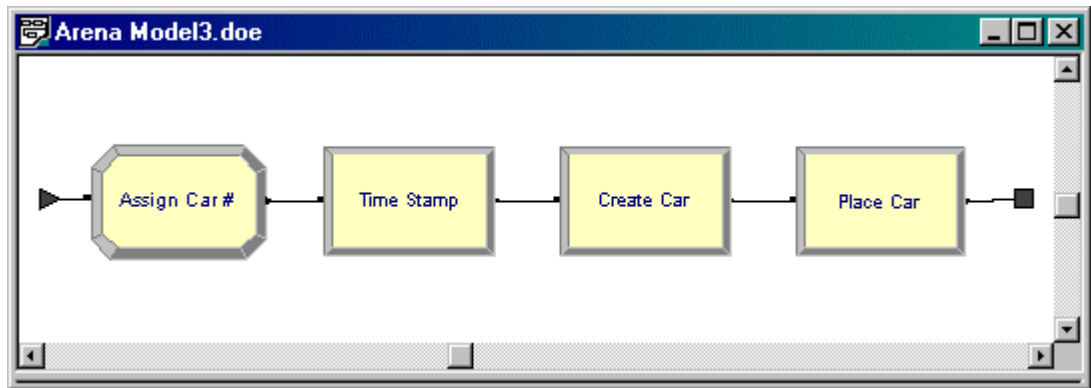 Arena Model3.doe
Assign Car #
Time Stamp
Create Car
Place Car